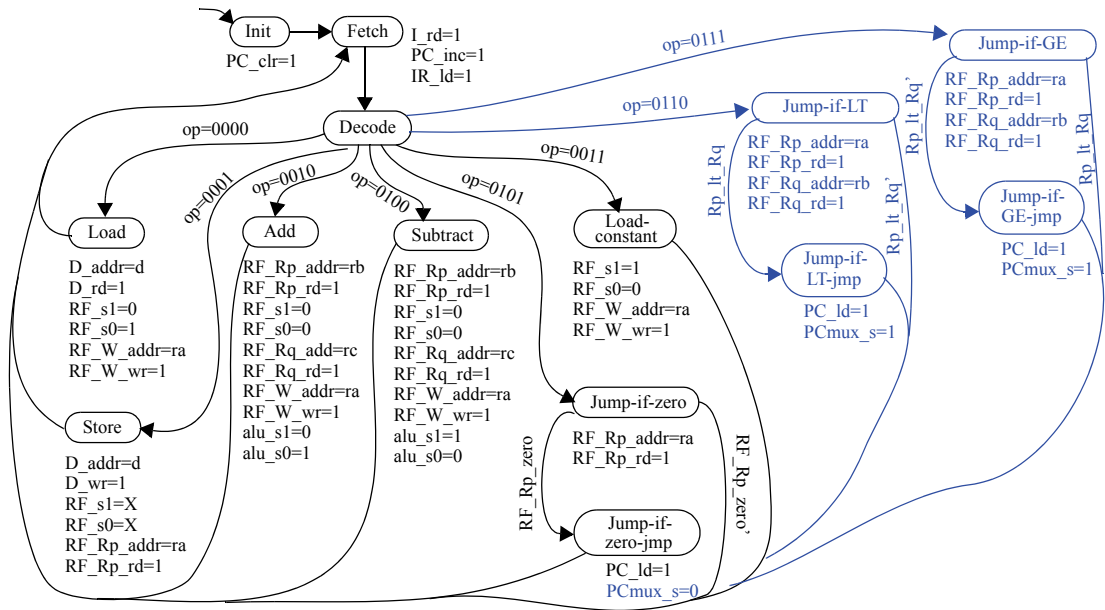 Init
PC_clr=1
Fetch
I_rd=1
PC_inc=1
IR_ld=1
Decode
op=0000
op=0001
op=0010
op=0100
op=0101
op=0011
op=0110
op=0111
Load
D_addr=d
D_rd=1
RF_s1=0
RF_s0=1
RF_W_addr=ra
RF_W_wr=1
Store
D_addr=d
D_wr=1
RF_s1=X
RF_s0=X
RF_Rp_addr=ra
RF_Rp_rd=1
Add
RF_Rp_addr=rb
RF_Rp_rd=1
RF_s1=0
RF_s0=0
RF_Rq_add=rc
RF_Rq_rd=1
RF_W_addr=ra
RF_W_wr=1
alu_s1=0
alu_s0=1
Subtract
RF_Rp_addr=rb
RF_Rp_rd=1
RF_s1=0
RF_s0=0
RF_Rq_addr=rc
RF_Rq_rd=1
RF_W_addr=ra
RF_W_wr=1
alu_s1=1
alu_s0=0
Load-
constant
RF_s1=1
RF_s0=0
RF_W_addr=ra
RF_W_wr=1
Jump-if-zero
RF_Rp_addr=ra
RF_Rp_rd=1
RF_Rp_zero
RF_Rp_zero’
Jump-if-
zero-jmp
PC_ld=1
PCmux_s=0
Jump-if-LT
RF_Rp_addr=ra
RF_Rp_rd=1
RF_Rq_addr=rb
RF_Rq_rd=1
Rp_lt_Rq
Rp_lt_Rq’
Jump-if-
LT-jmp
PC_ld=1
PCmux_s=1
Jump-if-GE
RF_Rp_addr=ra
RF_Rp_rd=1
RF_Rq_addr=rb
RF_Rq_rd=1
Rp_lt_Rq’
Rp_lt_Rq
Jump-if-
GE-jmp
PC_ld=1
PCmux_s=1